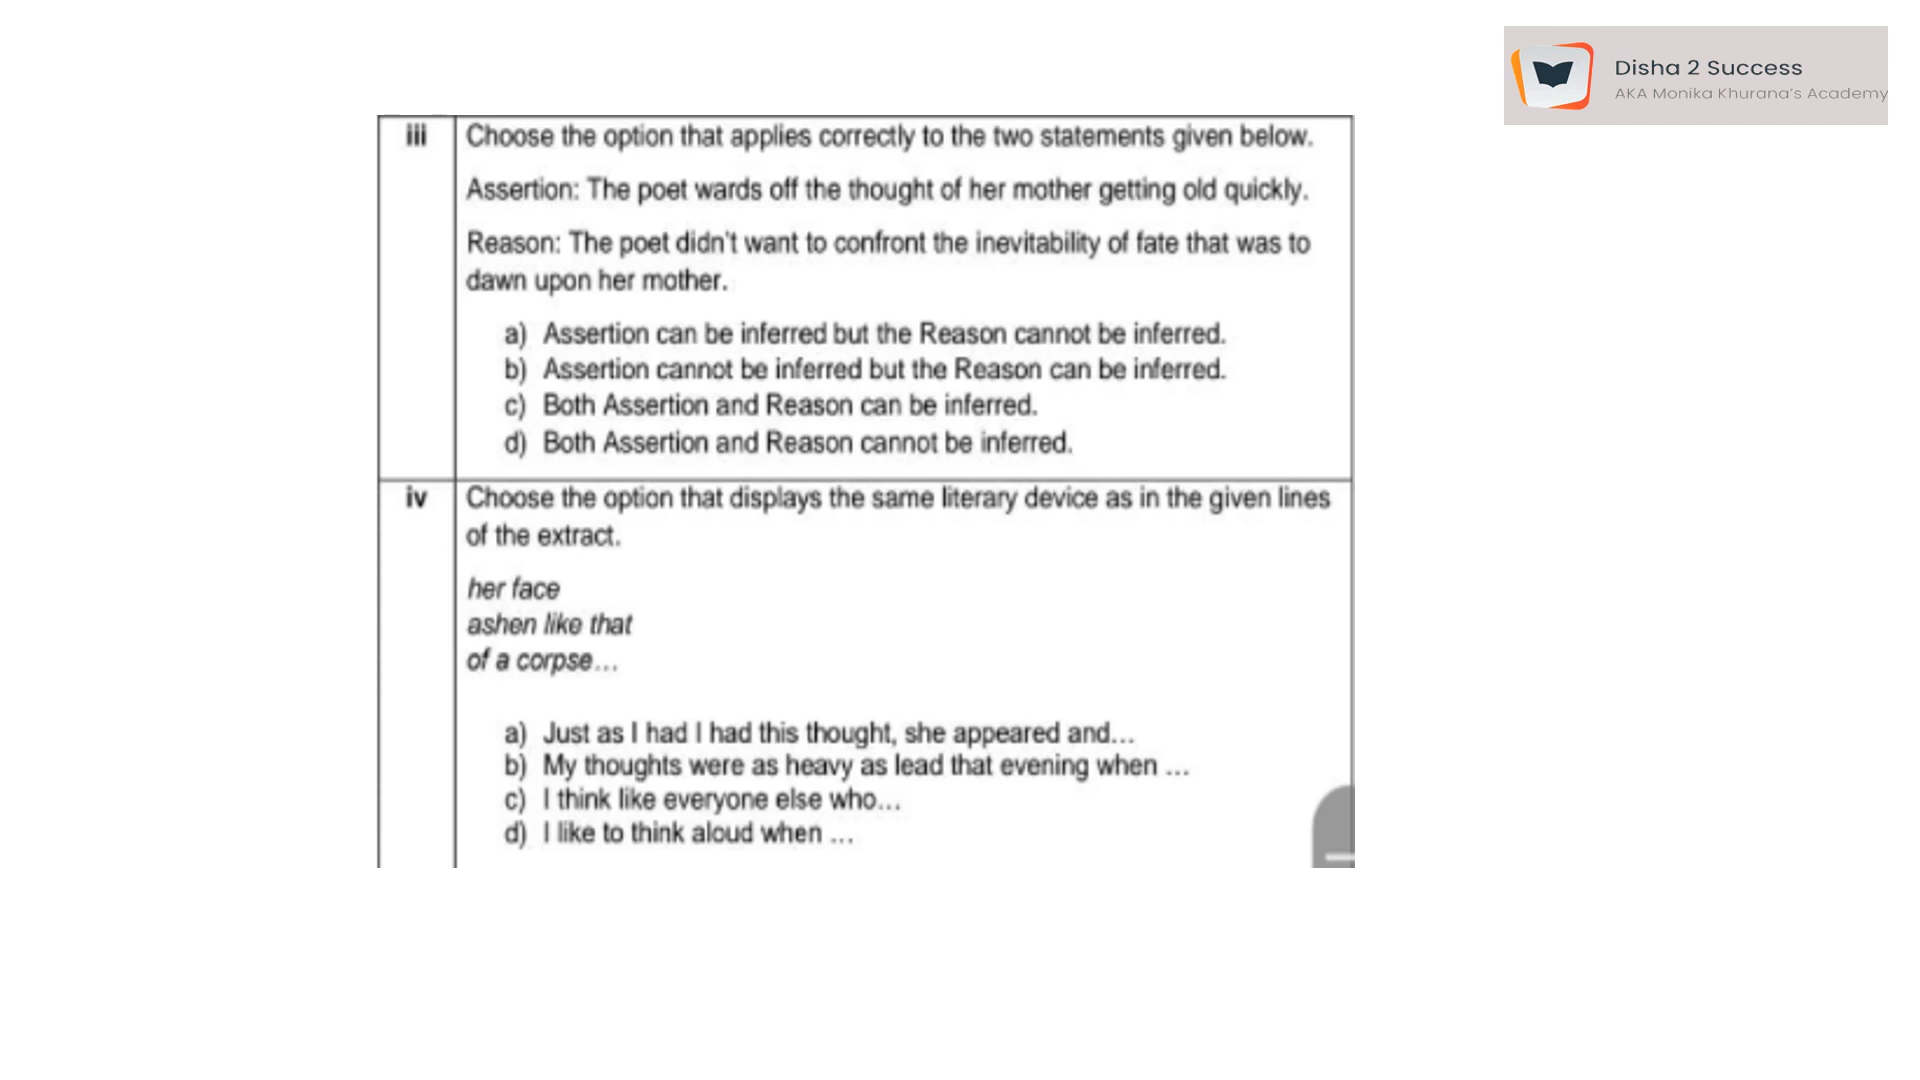 Disha 2 Success
AKA Monika Khurana's Academy
iii Choose the option that applies correctly to the two statements given below.
Assertion: The poet wards off the thought of her mother getting old quickly.
Reason: The poet didn't want to confront the inevitability of fate that was to
dawn upon her mother.
a) Assertion can be inferred but the Reason cannot be inferred.
b) Assertion cannot be inferred but the Reason can be inferred.
c) Both Assertion and Reason can be inferred.
d) Both Assertion and Reason cannot be inferred.
iv Choose the option that displays the same literary device as in the given lines
of the extract.
her face
ashen like that
of a corpse...
a) Just as I had I had this thought, she appeared and...
b) My thoughts were as heavy as lead that evening when ...
c) I think like everyone else who...
d) I like to think aloud when ...